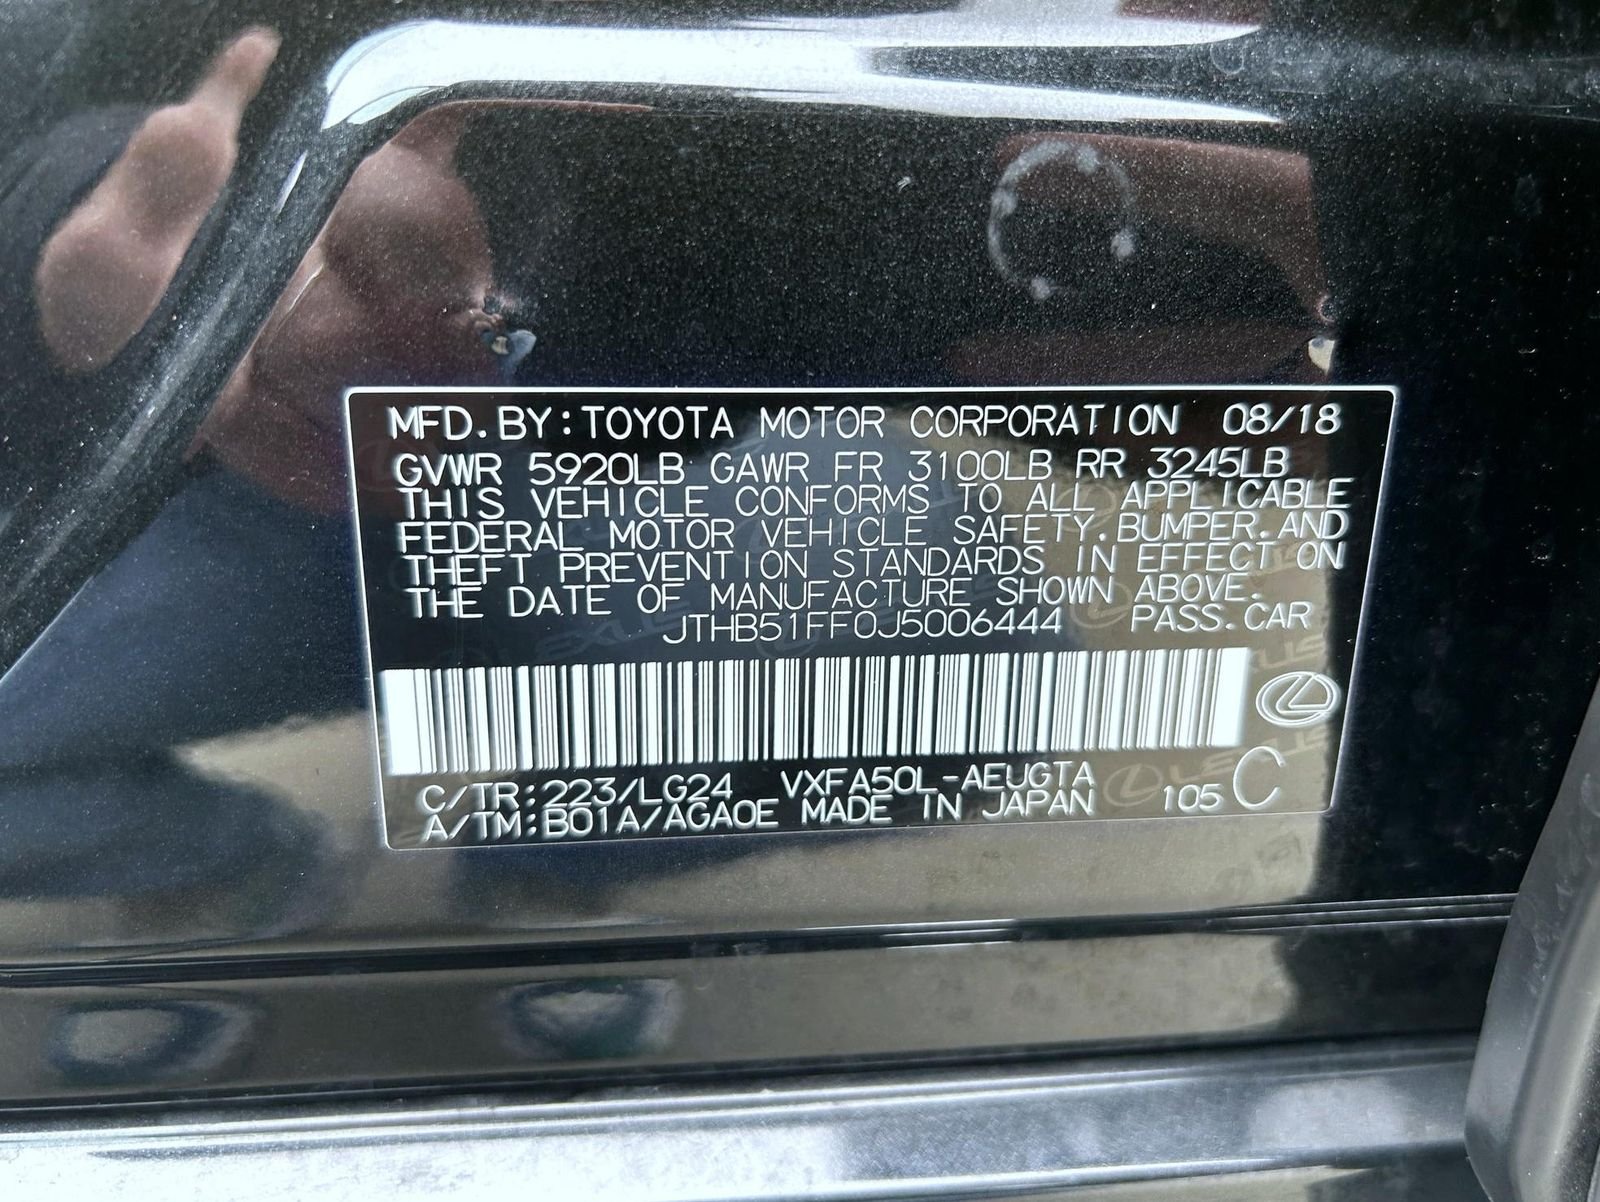 MFD. BY: TOYOTA MOTOR CORPORATION 08/18
GVWR 5920LB GAWR FR 3100LB RR 3245LB
THIS VEHICLE CONFORMS TO ALL APPLICABLE
FEDERAL MOTOR VEHICLE SAFETY, BUMPER, AND
THEFT PREVENTION STANDARDS IN EFFECT ON
THE DATE OF MANUFACTURE SHOWN ABOVE.
JTHB51FF0J5006444 PASS. CAR
C/TR: 223/LG24 VXFA50L-AEUGTA
A/TM: B01A/AGA0E MADE IN JAPAN 105 C